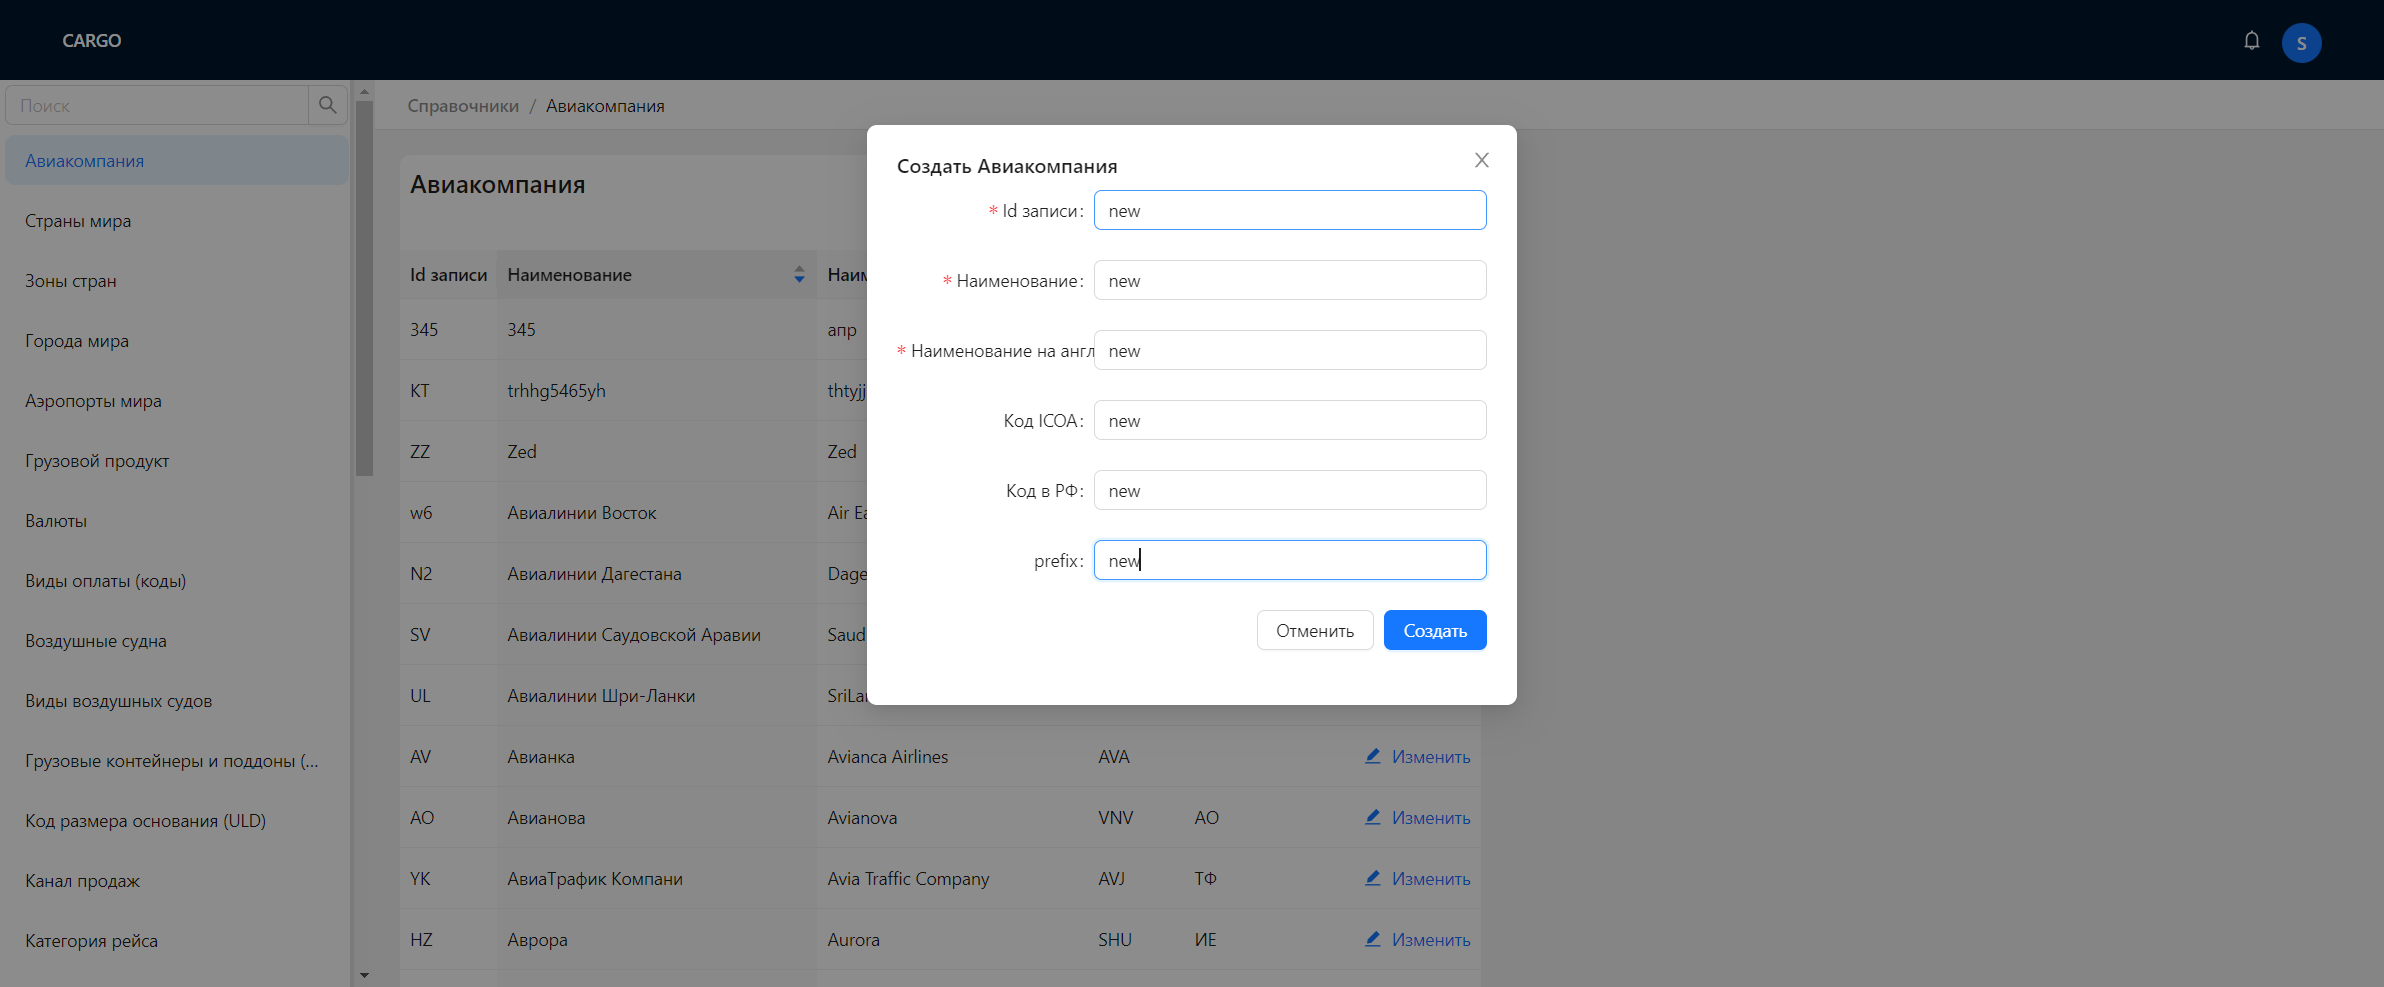 CARGO
S
Поиск
Авиакомпания
Страны мира
Зоны стран
Города мира
Аэропорты мира
Грузовой продукт
Валюты
Виды оплаты (коды)
Воздушные судна
Виды воздушных судов
Грузовые контейнеры и поддоны (...
Код размера основания (ULD)
Канал продаж
Категория рейса
Справочники / Авиакомпания
Авиакомпания
Id записи Наименование Наим
345 345 апр
КТ trhhg5465yh thtyjj
ZZ Zed Zed
w6 Авиалинии Восток Air Ea
N2 Авиалинии Дагестана Dage
SV Авиалинии Саудовской Аравии Saud
UL Авиалинии Шри-Ланки SriLa
AV Авианка Avianca Airlines AVA Изменить
AO Авианова Avianova VNV АО Изменить
YK АвиаТрафик Компани Avia Traffic Company AVJ ТФ Изменить
HZ Аврора Aurora SHU ИЕ Изменить
Создать Авиакомпания
* Id записи: new
* Наименование: new
* Наименование на англ new
Код ICOA: new
Код в РФ: new
prefix: new
Отменить Создать